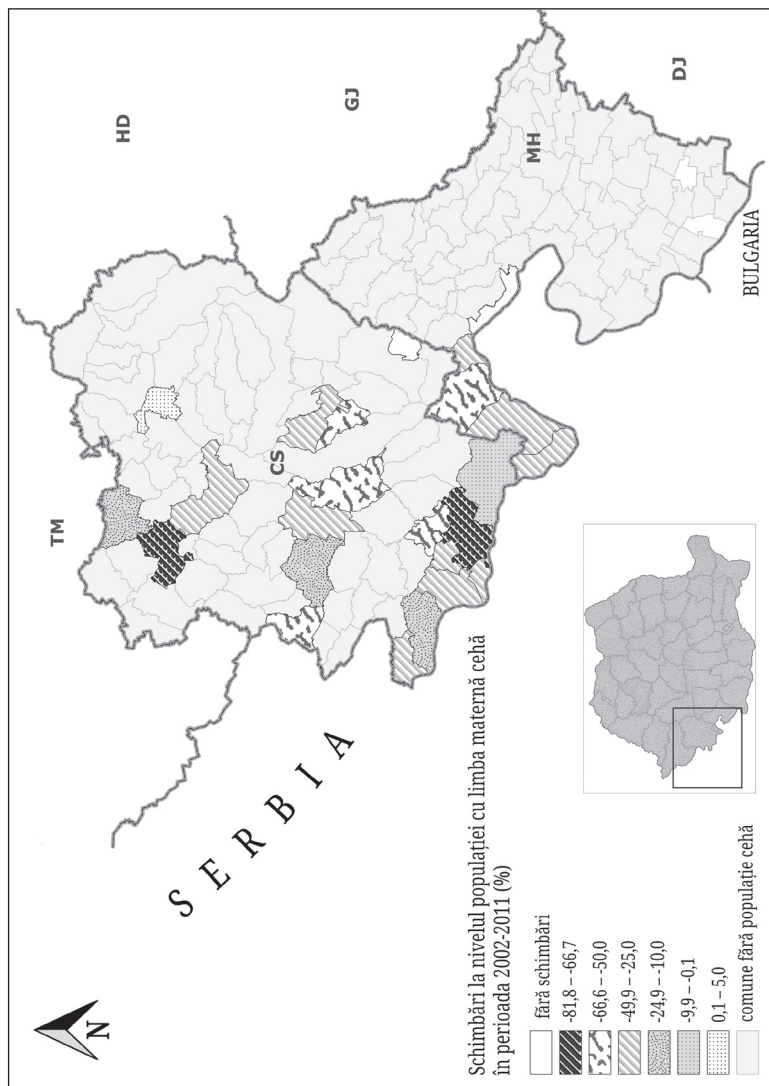 HD
GJ
DJ
TM
CS
MH
BULGARIA
SERBIA
N
Schimbări la nivelul populației cu limba maternă cehă
în perioada 2002-2011 (%)
fără schimbări
-81,8 – -66,7
-66,6 – -50,0
-49,9 – -25,0
-24,9 – -10,0
-9,9 – -0,1
0,1 – 5,0
comune fără populație cehă